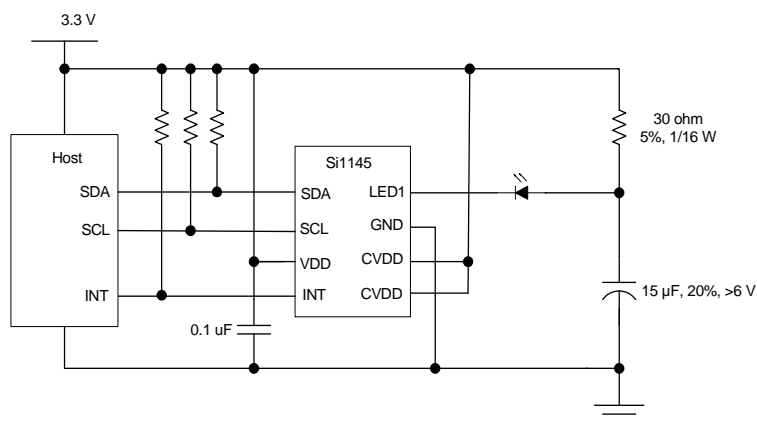 3.3 V
30 ohm
5%, 1/16 W
Host
Si1145
SDA
SDA
LED1
SCL
SCL
GND
VDD
CVDD
INT
INT
CVDD
15 µF, 20%, >6 V
0.1 uF